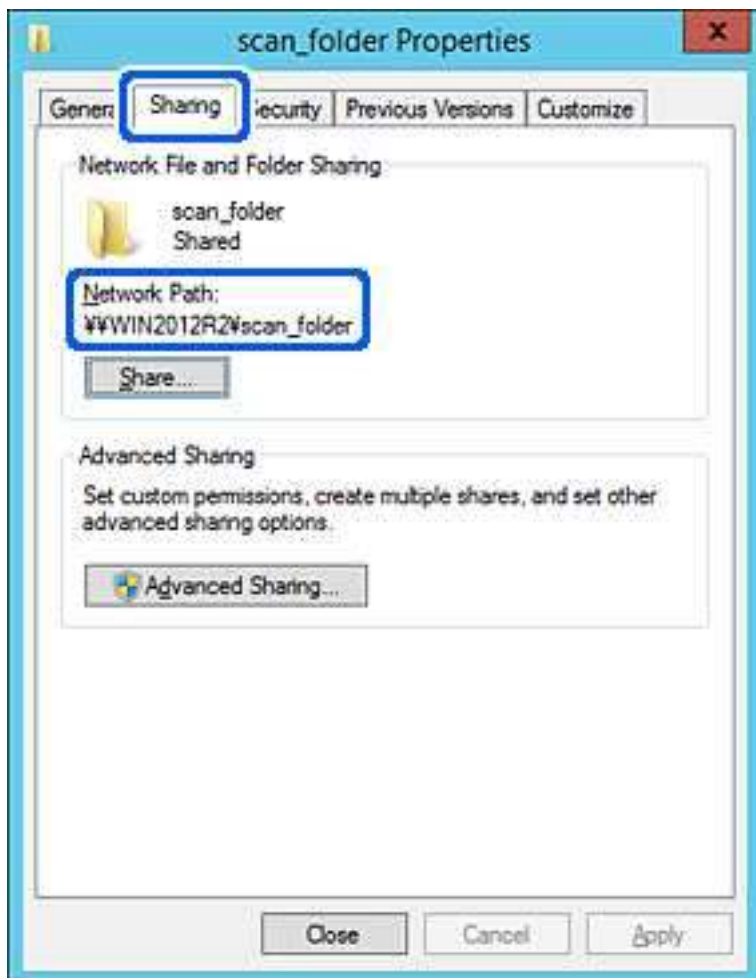 scan_folder Properties
Genera Sharing ecurity Previous Versions Customize
Network File and Folder Sharing
scan_folder
Shared
Network Path:
¥¥WIN2012R2¥scan_folder
Share...
Advanced Sharing
Set custom permissions, create multiple shares, and set other
advanced sharing options.
Advanced Sharing...
Close Cancel Apply